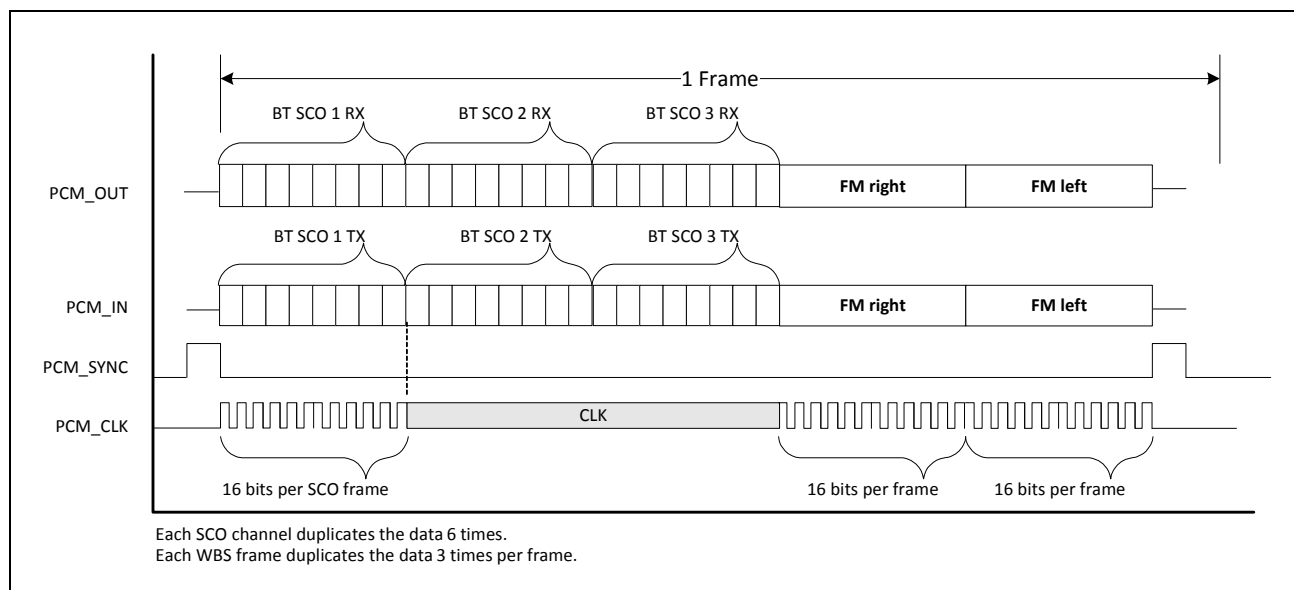 1 Frame
BT SCO 1 RX
BT SCO 2 RX
BT SCO 3 RX
PCM_OUT
FM right
FM left
BT SCO 1 TX
BT SCO 2 TX
BT SCO 3 TX
PCM_IN
FM right
FM left
PCM_SYNC
PCM_CLK
CLK
16 bits per SCO frame
16 bits per frame
16 bits per frame
Each SCO channel duplicates the data 6 times.
Each WBS frame duplicates the data 3 times per frame.